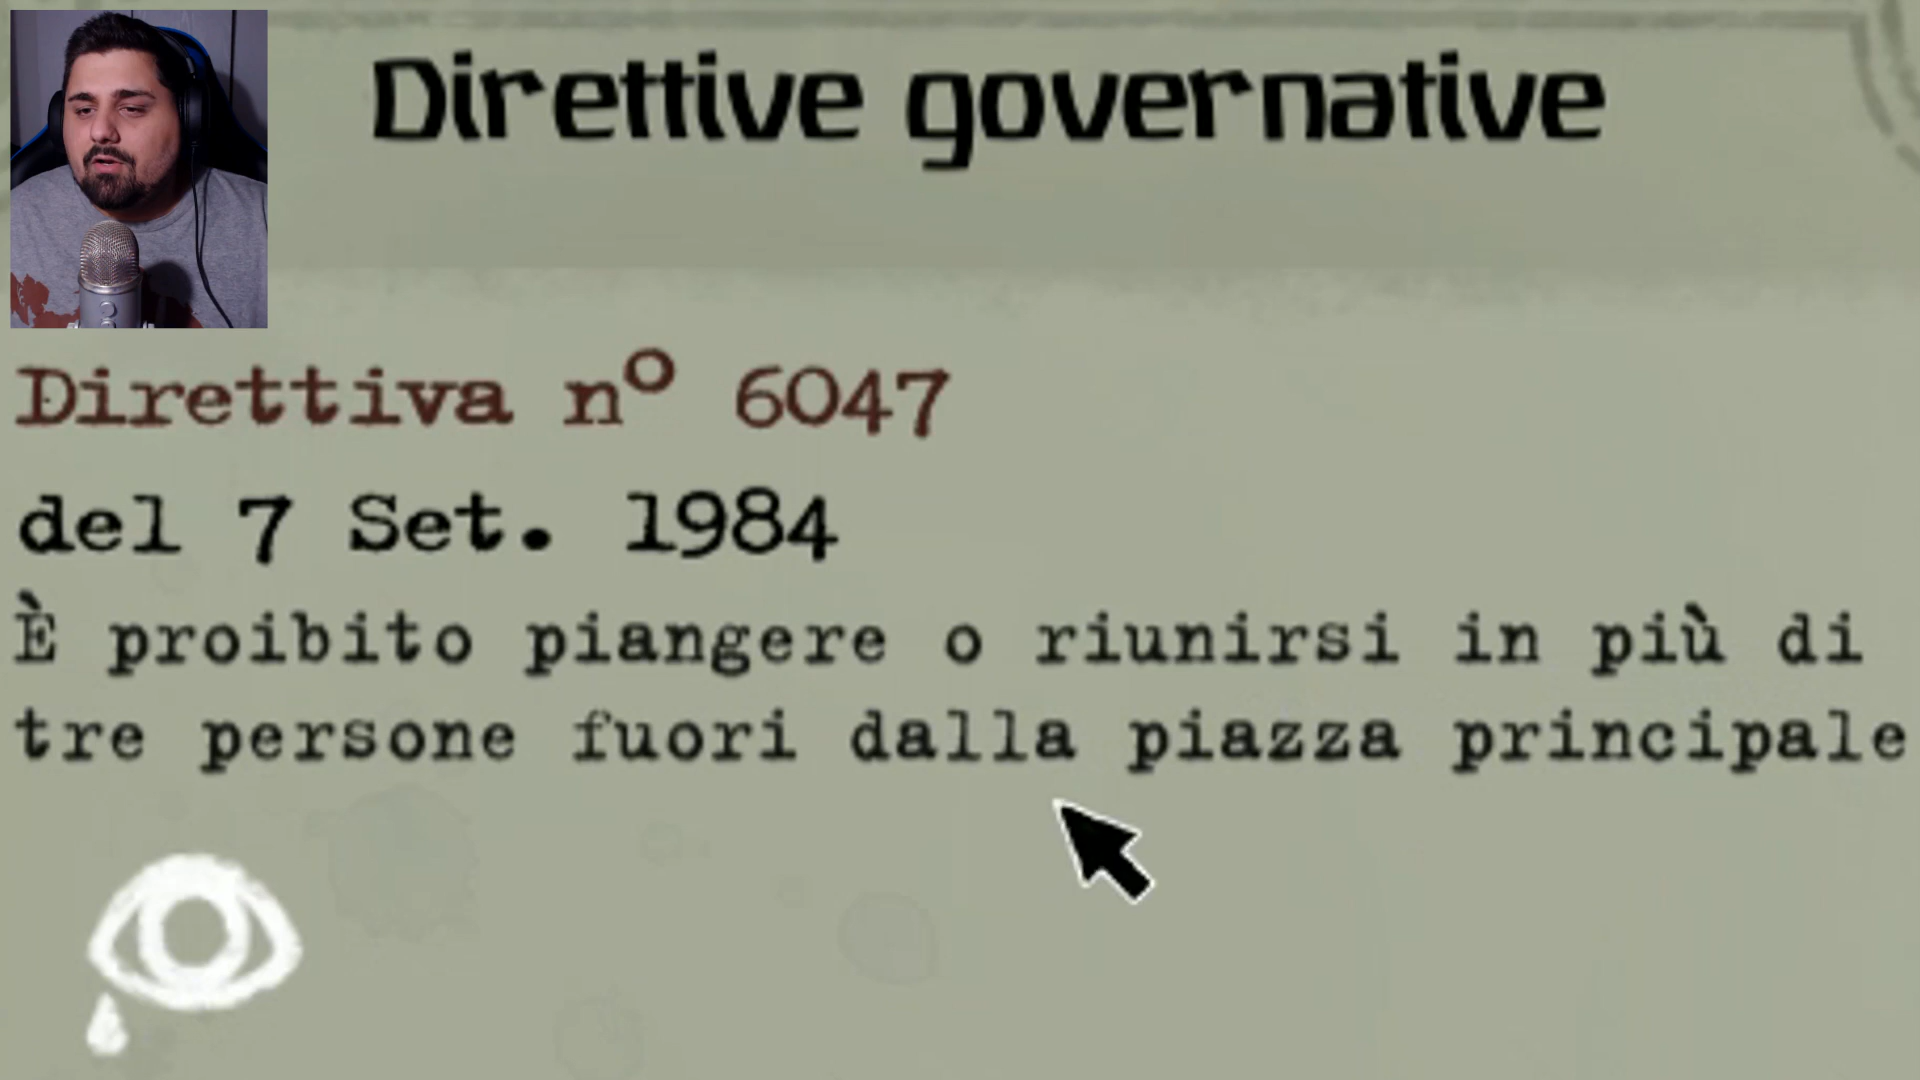 Direttive governative
Direttiva nº 6047
del 7 Set. 1984
È proibito piangere o riunirsi in più di
tre persone fuori dalla piazza principale